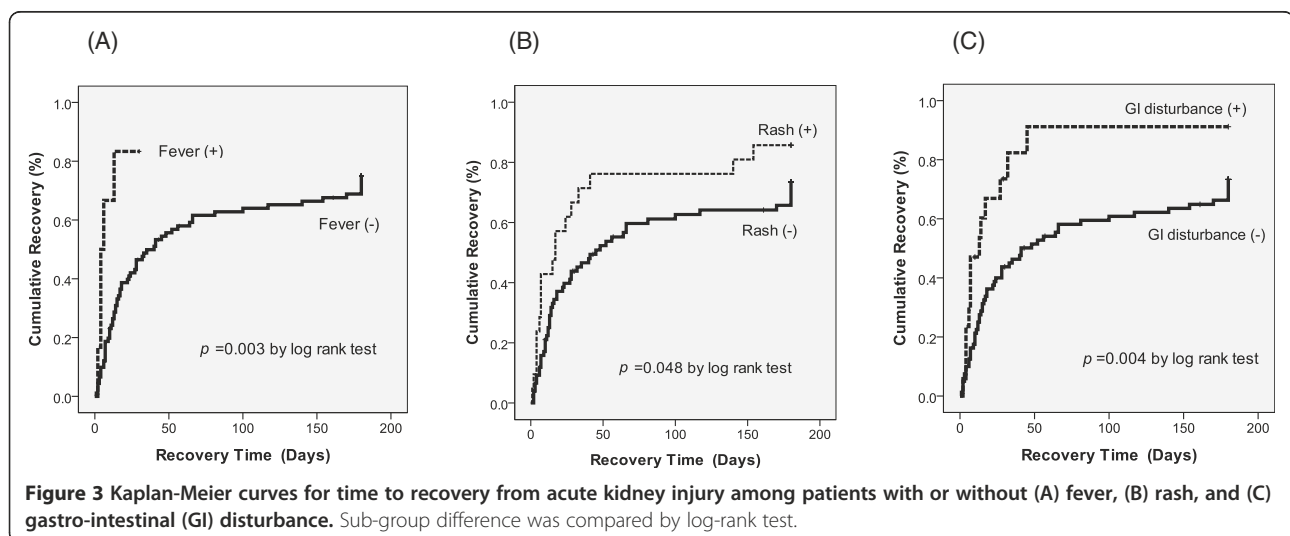 (A)
Cumulative Recovery (%)
1.0
0.8
0.6
0.4
0.2
0.0
Fever (+)
Fever (-)
p =0.003 by log rank test
0 50 100 150 200
Recovery Time (Days)
(B)
Cumulative Recovery (%)
1.0
0.8
0.6
0.4
0.2
0.0
Rash (+)
Rash (-)
p =0.048 by log rank test
0 50 100 150 200
Recovery Time (Days)
(C)
Cumulative Recovery (%)
1.0
0.8
0.6
0.4
0.2
0.0
GI disturbance (+)
GI disturbance (-)
p =0.004 by log rank test
0 50 100 150 200
Recovery Time (Days)
Figure 3 Kaplan-Meier curves for time to recovery from acute kidney injury among patients with or without (A) fever, (B) rash, and (C)
gastro-intestinal (GI) disturbance. Sub-group difference was compared by log-rank test.